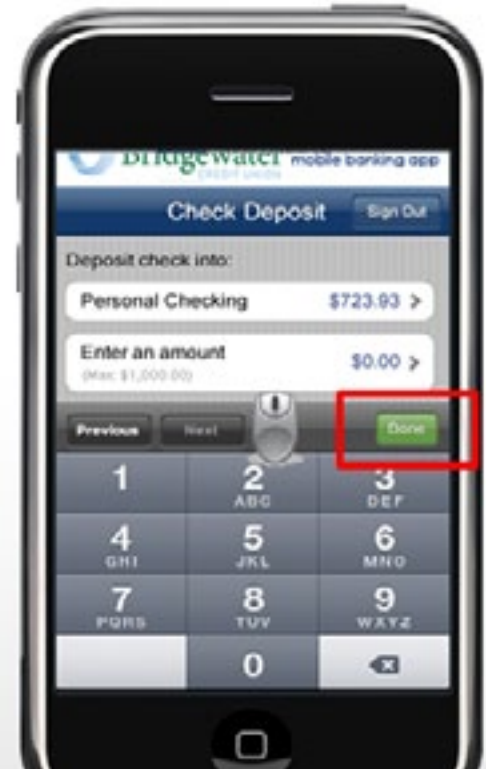 Bridgewater mobile banking app
CREDIT UNION
Check Deposit Sign Out
Deposit check into:
Personal Checking $723.93 >
Enter an amount $0.00 >
(Max: $1,000.00)
Previous Next Done
1 2 3
ABC DEF
4 5 6
GHI JKL MNO
7 8 9
PQRS TUV WXYZ
0